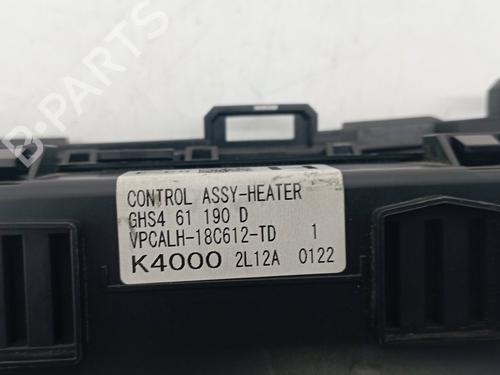 B-PARTS
CONTROL ASSY-HEATER
GHS4 61 190 D
VPCALH-18C612-TD 1
K4000 2L12A 0122